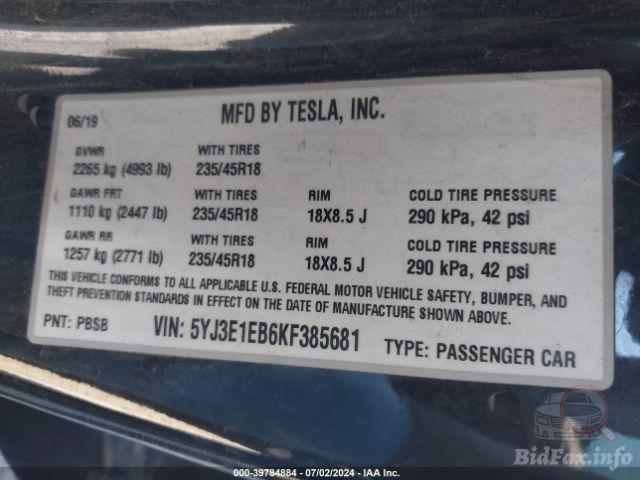 06/19 MFD BY TESLA, INC.
GVWR WITH TIRES
2265 kg (4993 lb) 235/45R18
GAWR FRT WITH TIRES RIM COLD TIRE PRESSURE
1110 kg (2447 lb) 235/45R18 18X8.5 J 290 kPa, 42 psi
GAWR RR WITH TIRES RIM COLD TIRE PRESSURE
1257 kg (2771 lb) 235/45R18 18X8.5 J 290 kPa, 42 psi
THIS VEHICLE CONFORMS TO ALL APPLICABLE U.S. FEDERAL MOTOR VEHICLE SAFETY, BUMPER, AND
THEFT PREVENTION STANDARDS IN EFFECT ON THE DATE OF MANUFACTURE SHOWN ABOVE.
PNT: PBSB VIN: 5YJ3E1EB6KF385681 TYPE: PASSENGER CAR
BidFax.info
000-39784884 - 07/02/2024 - IAA Inc.